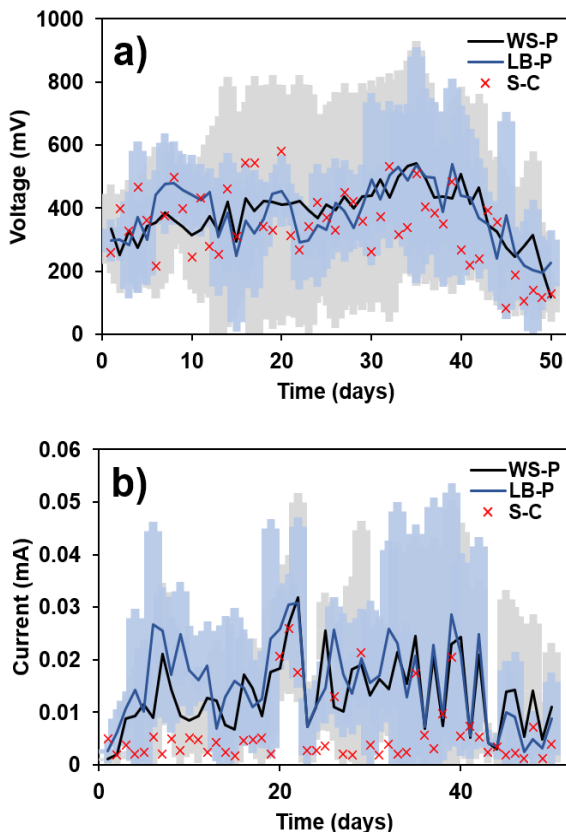 a)
WS-P
LB-P
S-C
Voltage (mV)
1000
800
600
400
200
0
0 10 20 30 40 50
Time (days)
b)
WS-P
LB-P
S-C
Current (mA)
0.06
0.05
0.04
0.03
0.02
0.01
0
0 20 40
Time (days)